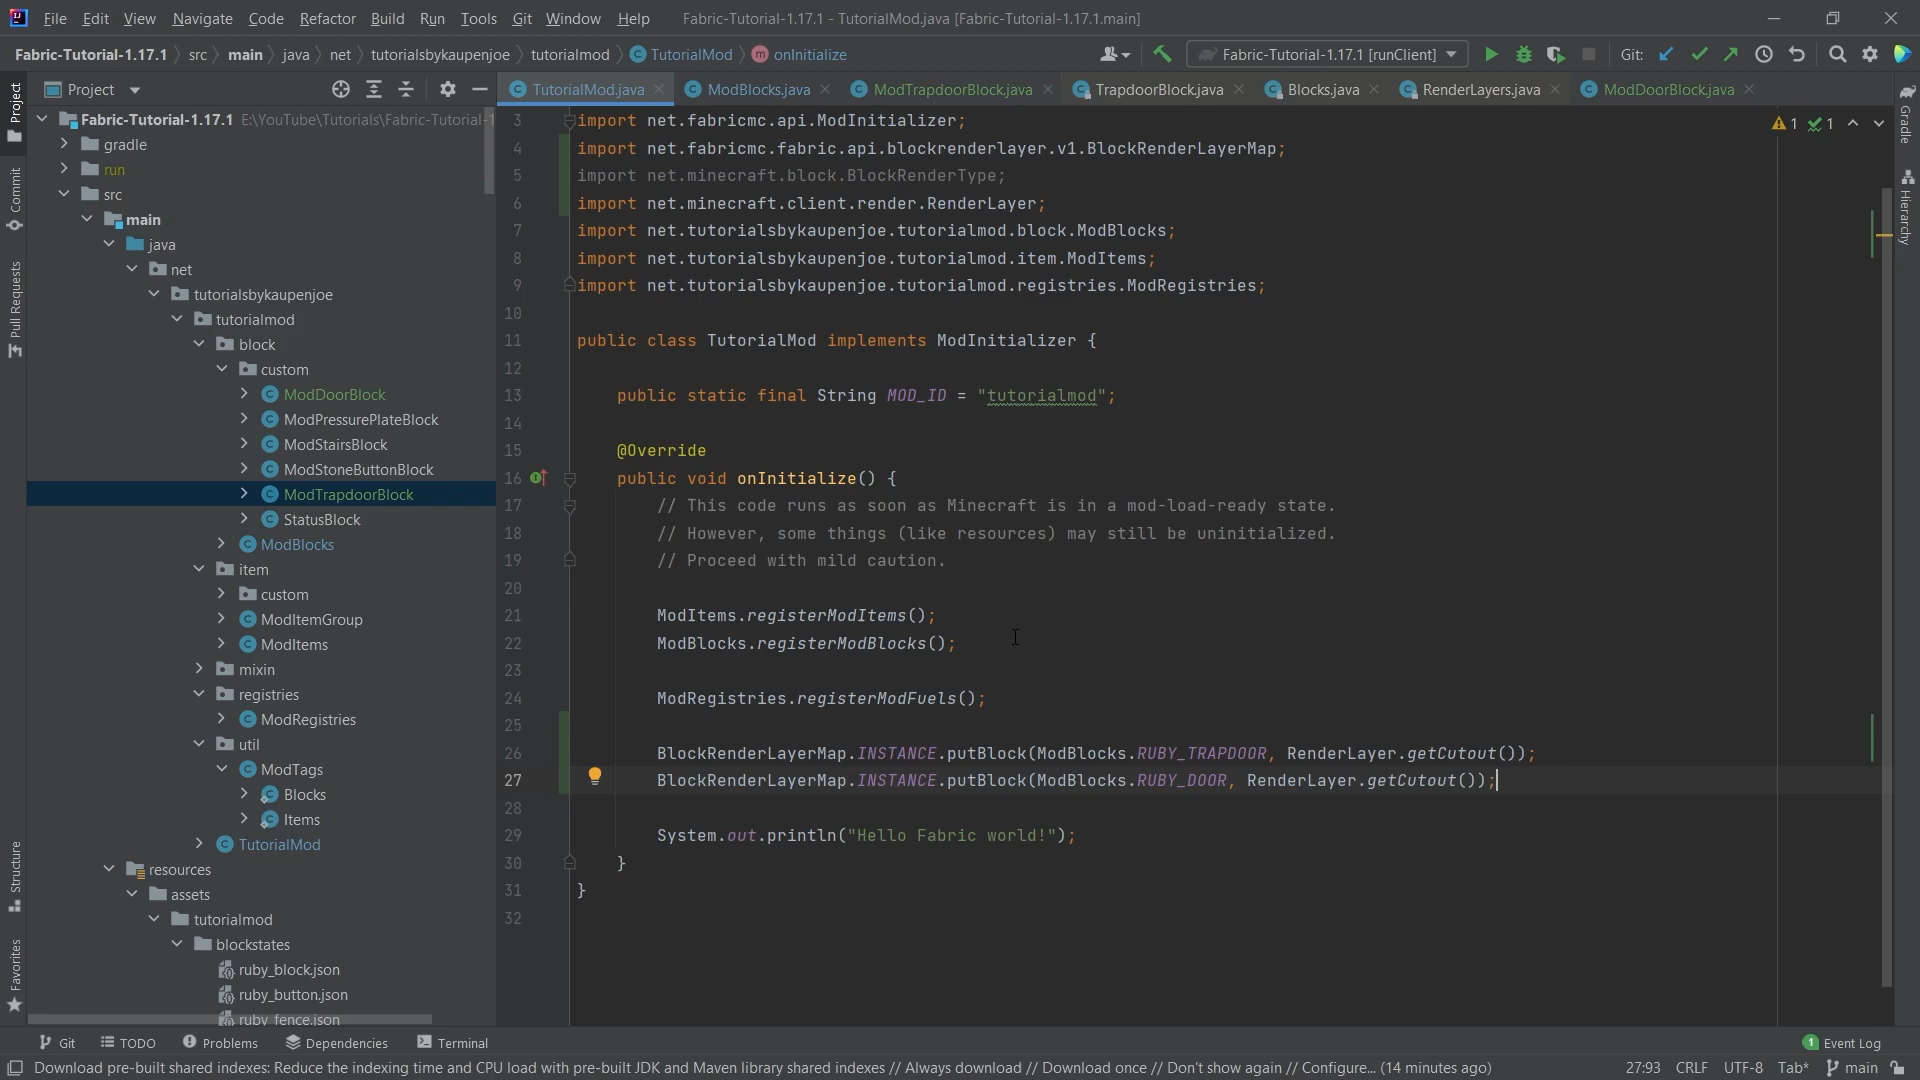 File Edit View Navigate Code Refactor Build Run Tools Git Window Help Fabric-Tutorial-1.17.1 - TutorialMod.java [Fabric-Tutorial-1.17.1.main]
Fabric-Tutorial-1.17.1 src main java net tutorialsbykaupenjoe tutorialmod TutorialMod onInitialize Fabric-Tutorial-1.17.1 [runClient] Git:
Project TutorialMod.java ModBlocks.java ModTrapdoorBlock.java TrapdoorBlock.java Blocks.java RenderLayers.java ModDoorBlock.java
Project
Commit
Pull Requests
Structure
Favorites
Fabric-Tutorial-1.17.1 E:\YouTube\Tutorials\Fabric-Tutorial-1
gradle
run
src
main
java
net
tutorialsbykaupenjoe
tutorialmod
block
custom
ModDoorBlock
ModPressurePlateBlock
ModStairsBlock
ModStoneButtonBlock
ModTrapdoorBlock
StatusBlock
ModBlocks
item
custom
ModItemGroup
ModItems
mixin
registries
ModRegistries
util
ModTags
Blocks
Items
TutorialMod
resources
assets
tutorialmod
blockstates
ruby_block.json
ruby_button.json
ruby_fence.json
3 import net.fabricmc.api.ModInitializer;
4 import net.fabricmc.fabric.api.blockrenderlayer.v1.BlockRenderLayerMap;
5 import net.minecraft.block.BlockRenderType;
6 import net.minecraft.client.render.RenderLayer;
7 import net.tutorialsbykaupenjoe.tutorialmod.block.ModBlocks;
8 import net.tutorialsbykaupenjoe.tutorialmod.item.ModItems;
9 import net.tutorialsbykaupenjoe.tutorialmod.registries.ModRegistries;
10
11 public class TutorialMod implements ModInitializer {
12
13 public static final String MOD_ID = "tutorialmod";
14
15 @Override
16 public void onInitialize() {
17 // This code runs as soon as Minecraft is in a mod-load-ready state.
18 // However, some things (like resources) may still be uninitialized.
19 // Proceed with mild caution.
20
21 ModItems.registerModItems();
22 ModBlocks.registerModBlocks();
23
24 ModRegistries.registerModFuels();
25
26 BlockRenderLayerMap.INSTANCE.putBlock(ModBlocks.RUBY_TRAPDOOR, RenderLayer.getCutout());
27 BlockRenderLayerMap.INSTANCE.putBlock(ModBlocks.RUBY_DOOR, RenderLayer.getCutout());
28
29 System.out.println("Hello Fabric world!");
30 }
31 }
32
1 1
Gradle
Hierarchy
Git TODO Problems Dependencies Terminal 1 Event Log
Download pre-built shared indexes: Reduce the indexing time and CPU load with pre-built JDK and Maven library shared indexes // Always download // Download once // Don't show again // Configure... (14 minutes ago) 27:93 CRLF UTF-8 Tab* main